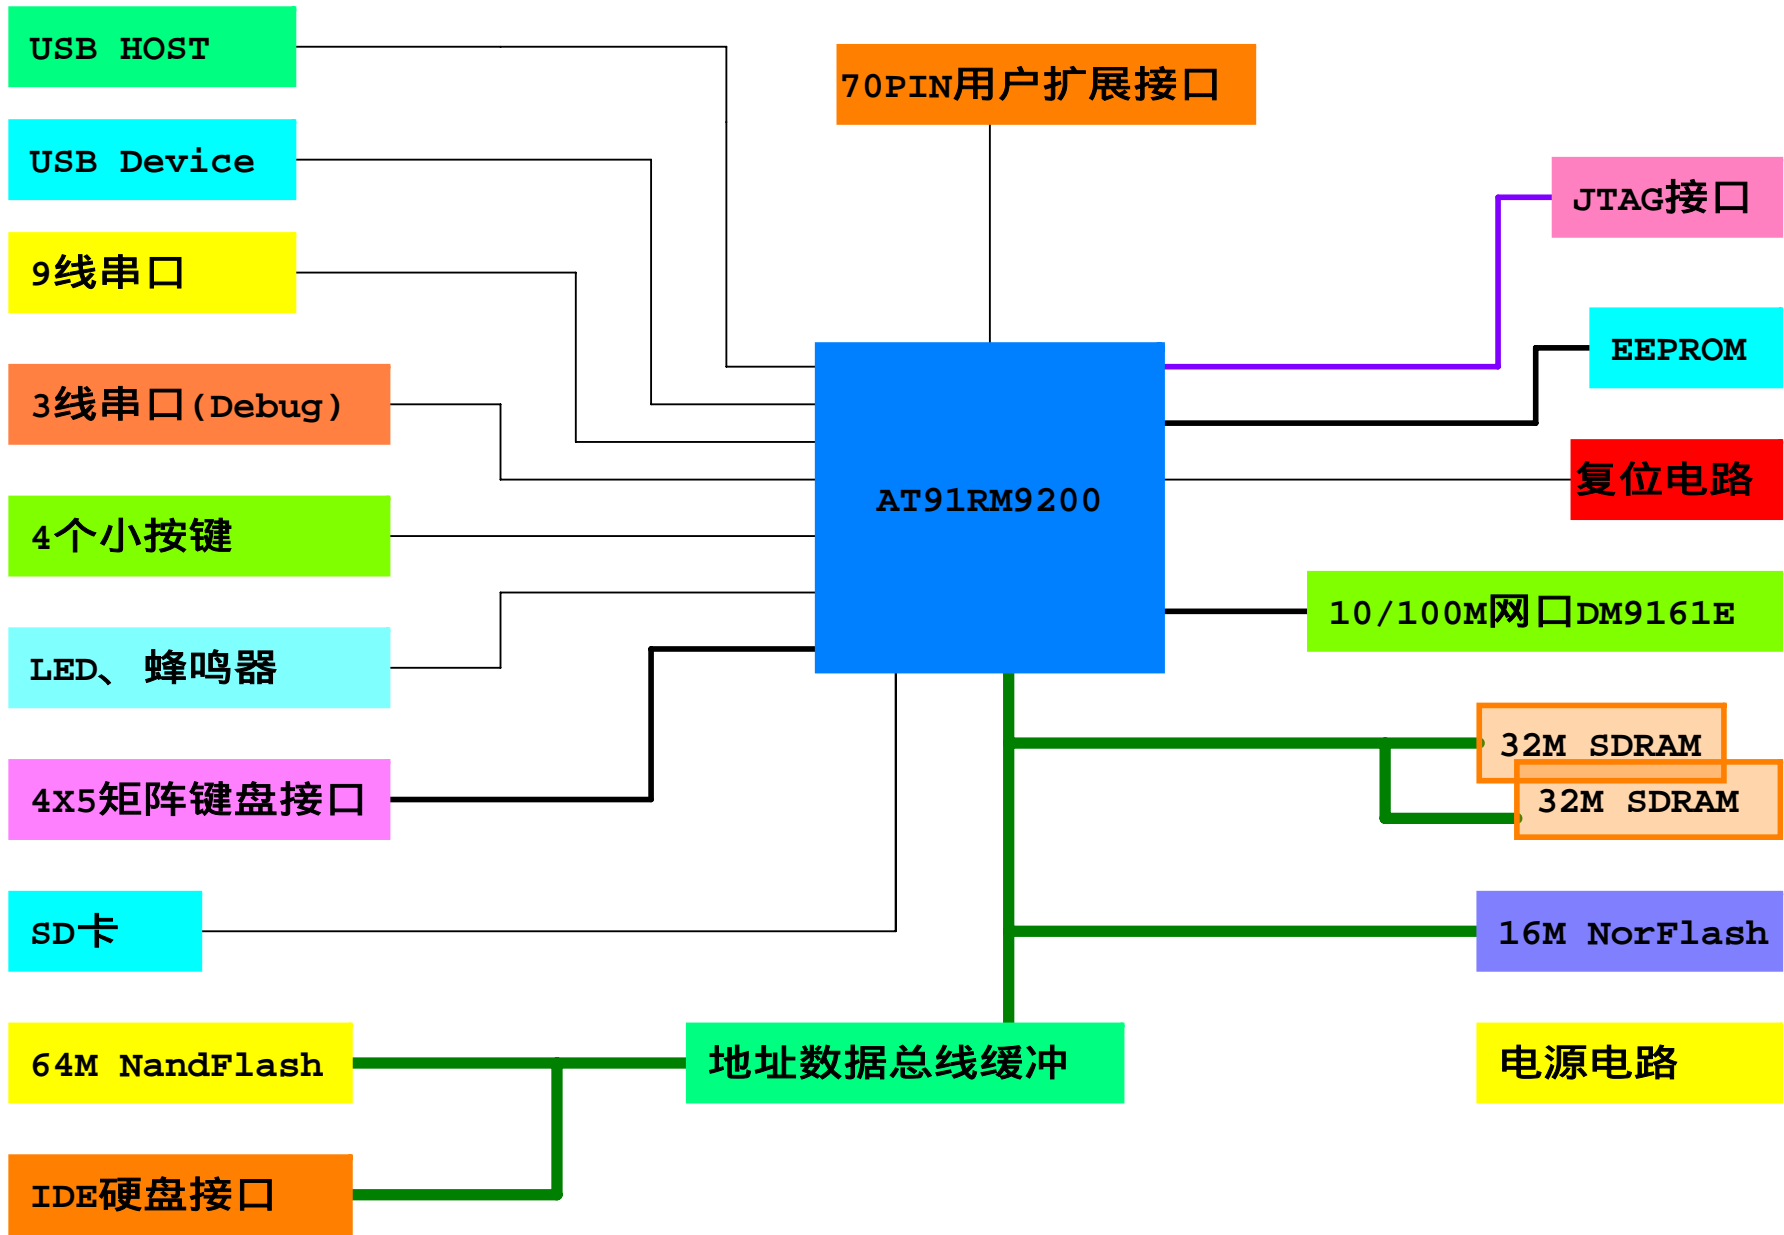 USB HOST
70PIN用户扩展接口
USB Device
JTAG接口
9线串口
EEPROM
3线串口(Debug)
复位电路
AT91RM9200
4个小按键
10/100M网口DM9161E
LED、蜂鸣器
32M SDRAM
4X5矩阵键盘接口
32M SDRAM
SD卡
16M NorFlash
64M NandFlash
地址数据总线缓冲
电源电路
IDE硬盘接口